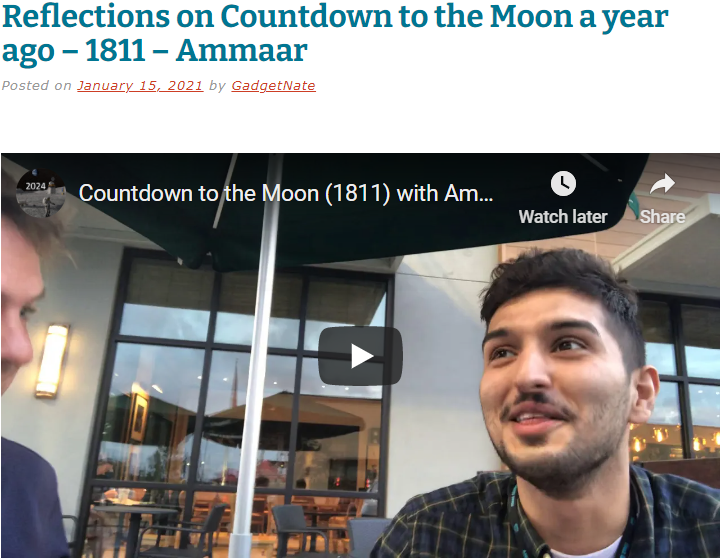 Reflections on Countdown to the Moon a year
ago – 1811 – Ammaar
Posted on January 15, 2021 by GadgetNate
2024
Countdown to the Moon (1811) with Am...
Watch later
Share